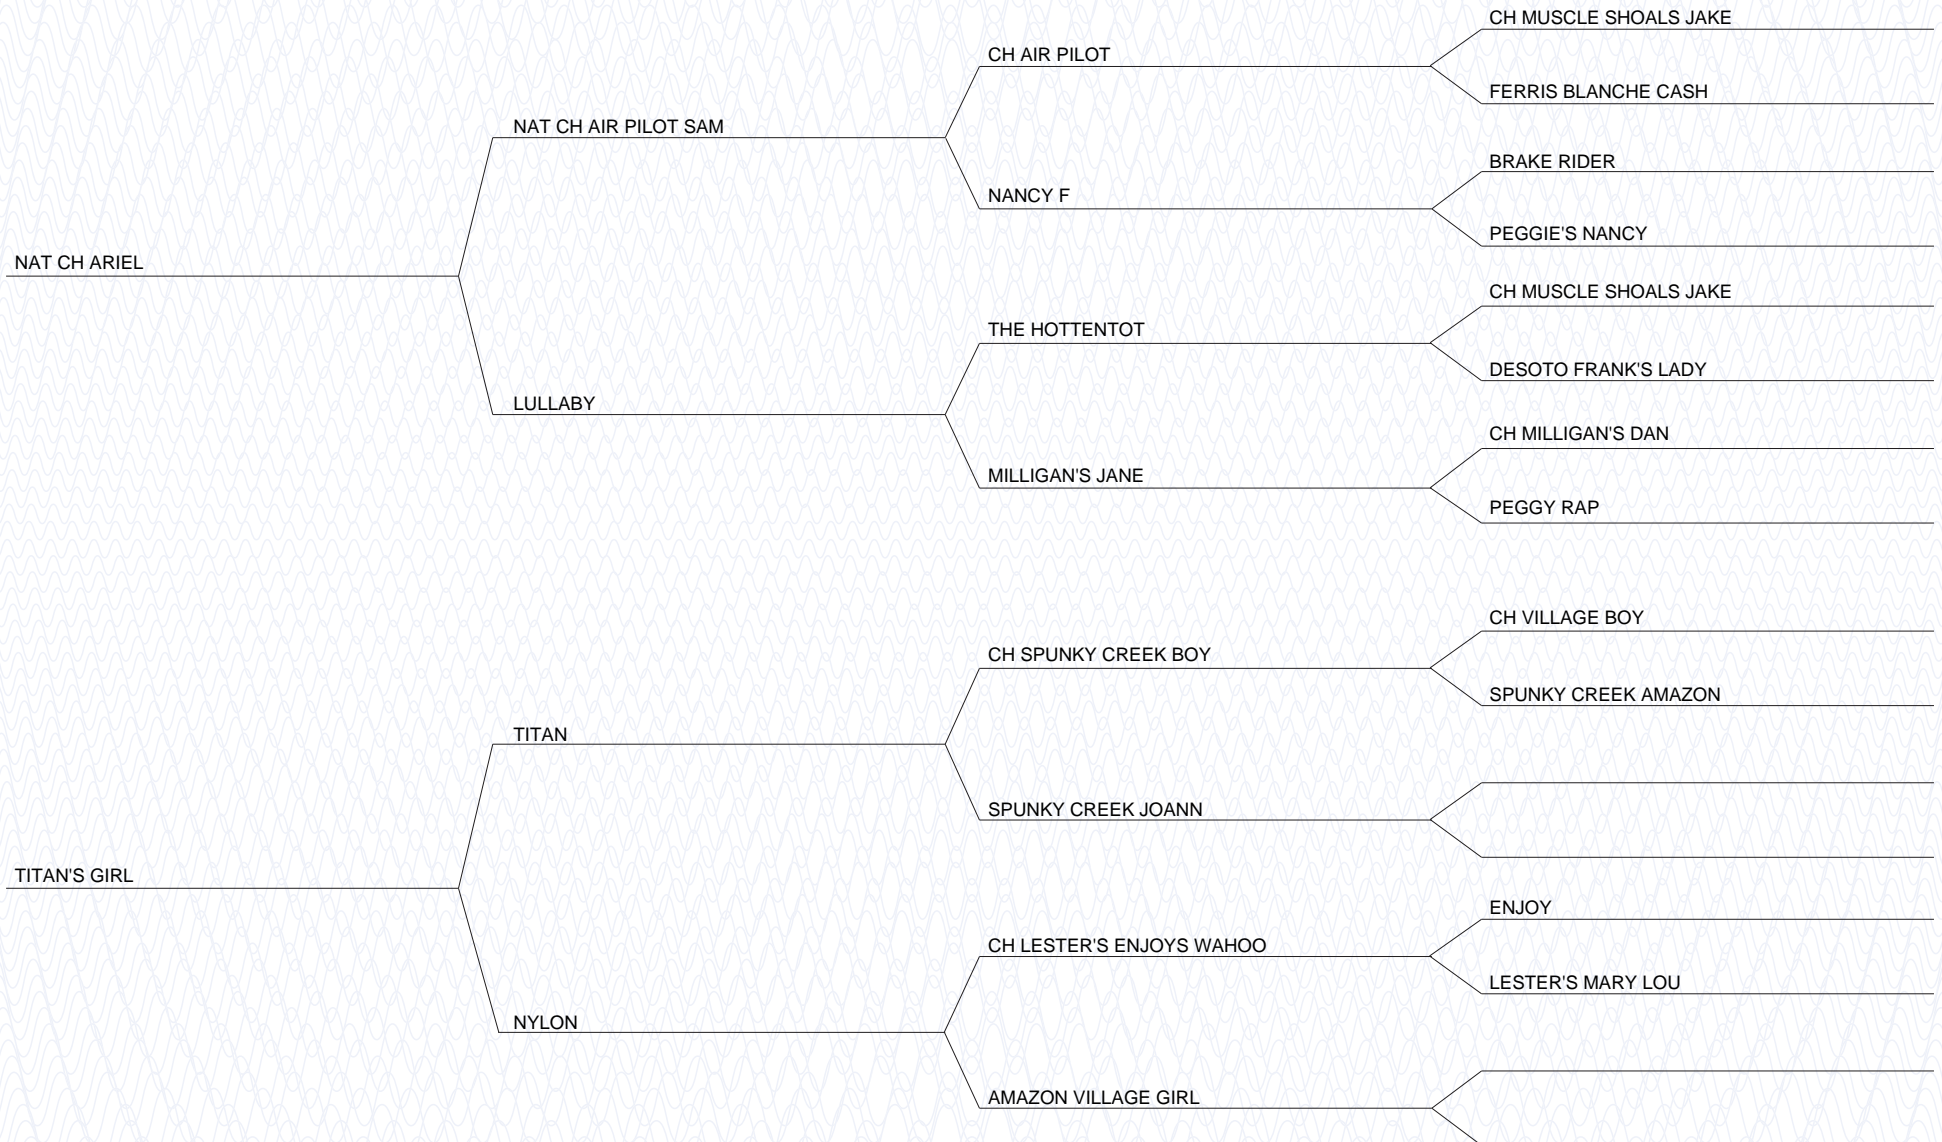 CH MUSCLE SHOALS JAKE
CH AIR PILOT
FERRIS BLANCHE CASH
NAT CH AIR PILOT SAM
BRAKE RIDER
NANCY F
PEGGIE'S NANCY
NAT CH ARIEL
CH MUSCLE SHOALS JAKE
THE HOTTENTOT
DESOTO FRANK'S LADY
LULLABY
CH MILLIGAN'S DAN
MILLIGAN'S JANE
PEGGY RAP
CH VILLAGE BOY
CH SPUNKY CREEK BOY
SPUNKY CREEK AMAZON
TITAN
SPUNKY CREEK JOANN
TITAN'S GIRL
ENJOY
CH LESTER'S ENJOYS WAHOO
LESTER'S MARY LOU
NYLON
AMAZON VILLAGE GIRL